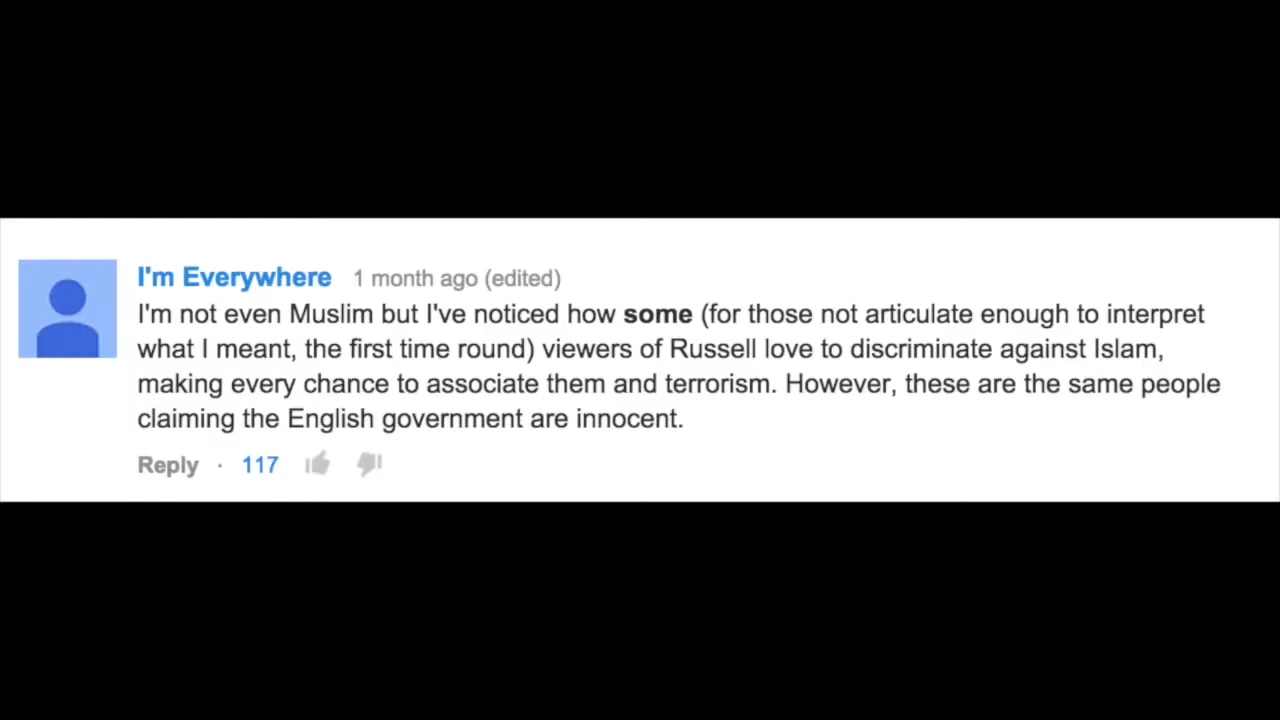 I'm Everywhere 1 month ago (edited)
I'm not even Muslim but I've noticed how some (for those not articulate enough to interpret
what I meant, the first time round) viewers of Russell love to discriminate against Islam,
making every chance to associate them and terrorism. However, these are the same people
claiming the English government are innocent.
Reply · 117